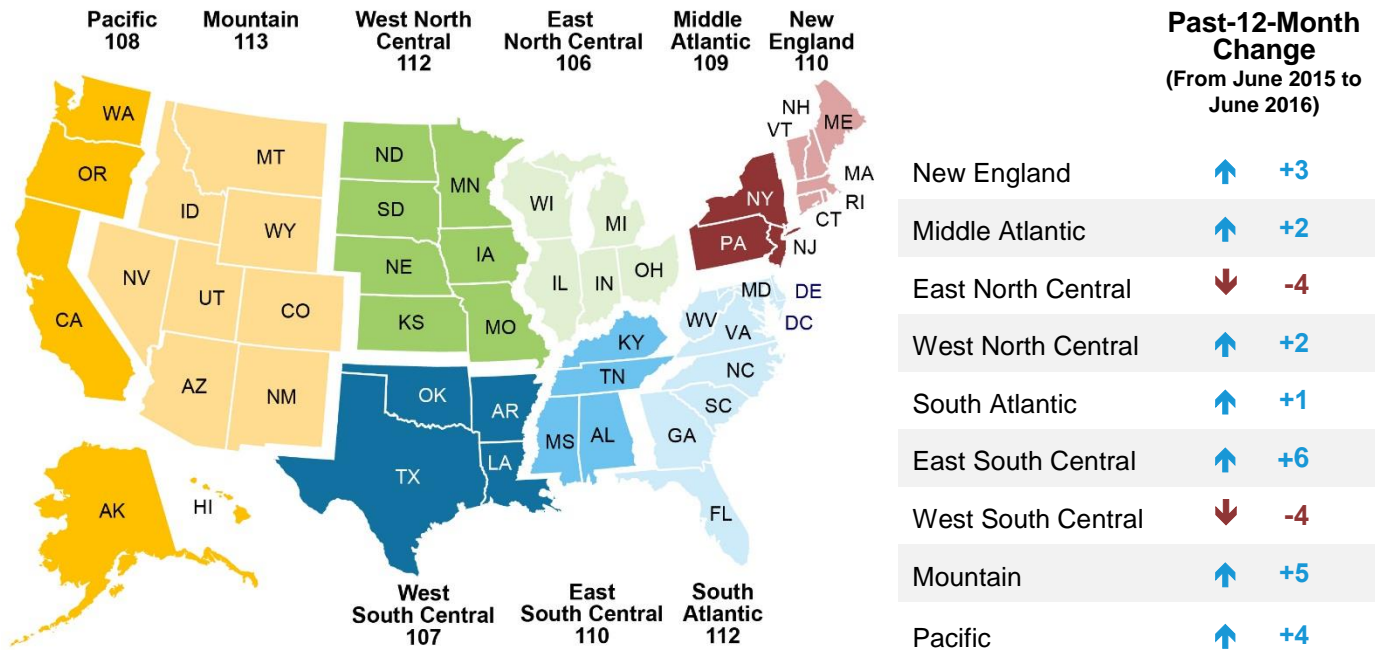 Pacific
108
Mountain
113
West North
Central
112
East
North Central
106
Middle
Atlantic
109
New
England
110
WA
OR
CA
AK
HI
MT
ID
WY
NV
UT
CO
AZ
NM
ND
SD
NE
KS
MN
IA
MO
WI
MI
IL
IN
OH
NY
PA
NJ
NH
VT
ME
MA
RI
CT
MD
DE
DC
WV
VA
NC
SC
GA
FL
KY
TN
MS
AL
OK
AR
TX
LA
West
South Central
107
East
South Central
110
South
Atlantic
112
Past-12-Month
Change
(From June 2015 to
June 2016)
New England +3
Middle Atlantic +2
East North Central -4
West North Central +2
South Atlantic +1
East South Central +6
West South Central -4
Mountain +5
Pacific +4